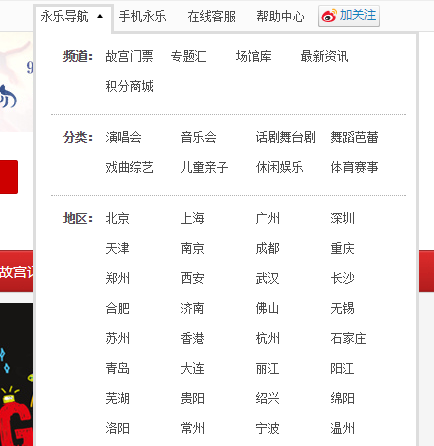 永乐导航 ▲ 手机永乐 在线客服 帮助中心 加关注
频道: 故宫门票 专题汇 场馆库 最新资讯
积分商城
分类: 演唱会 音乐会 话剧舞台剧 舞蹈芭蕾
戏曲综艺 儿童亲子 休闲娱乐 体育赛事
地区: 北京 上海 广州 深圳
天津 南京 成都 重庆
故宫
郑州 西安 武汉 长沙
合肥 济南 佛山 无锡
苏州 香港 杭州 石家庄
青岛 大连 丽江 阳江
芜湖 贵阳 绍兴 绵阳
洛阳 常州 宁波 温州